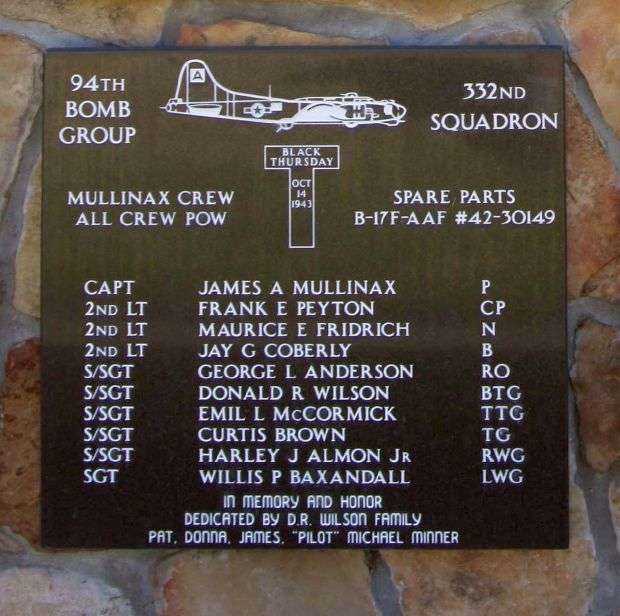 94TH
BOMB
GROUP
A
332ND
SQUADRON
BLACK
THURSDAY
OCT
14
1943
MULLINAX CREW
ALL CREW POW
SPARE PARTS
B-17F-AAF #42-30149
CAPT JAMES A MULLINAX P
2ND LT FRANK E PEYTON CP
2ND LT MAURICE E FRIDRICH N
2ND LT JAY G COBERLY B
S/SGT GEORGE L ANDERSON RO
S/SGT DONALD R WILSON BTG
S/SGT EMIL L McCORMICK TTG
S/SGT CURTIS BROWN TG
S/SGT HARLEY J ALMON JR RWG
SGT WILLIS P BAXANDALL LWG
IN MEMORY AND HONOR
DEDICATED BY D.R. WILSON FAMILY
PAT, DONNA, JAMES, "PILOT" MICHAEL MINNER